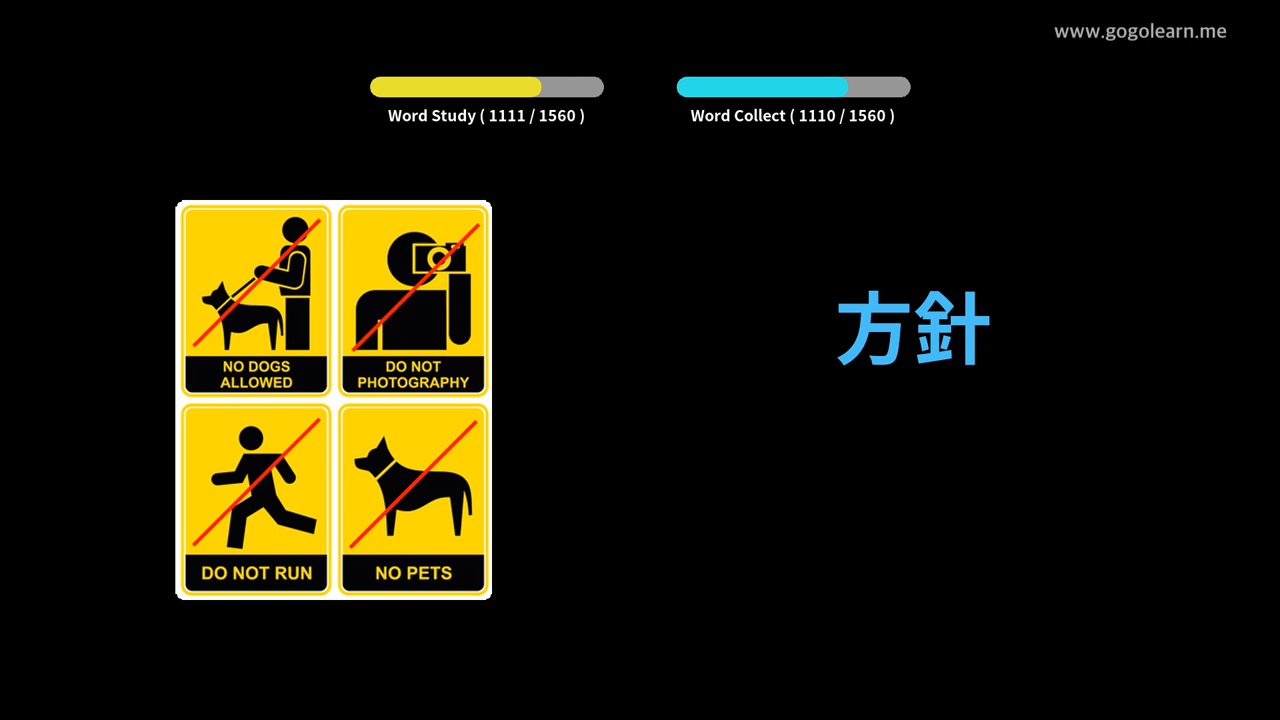 www.gogolearn.me
Word Study ( 1111 / 1560 )
Word Collect ( 1110 / 1560 )
NO DOGS
ALLOWED
DO NOT
PHOTOGRAPHY
方針
DO NOT RUN
NO PETS